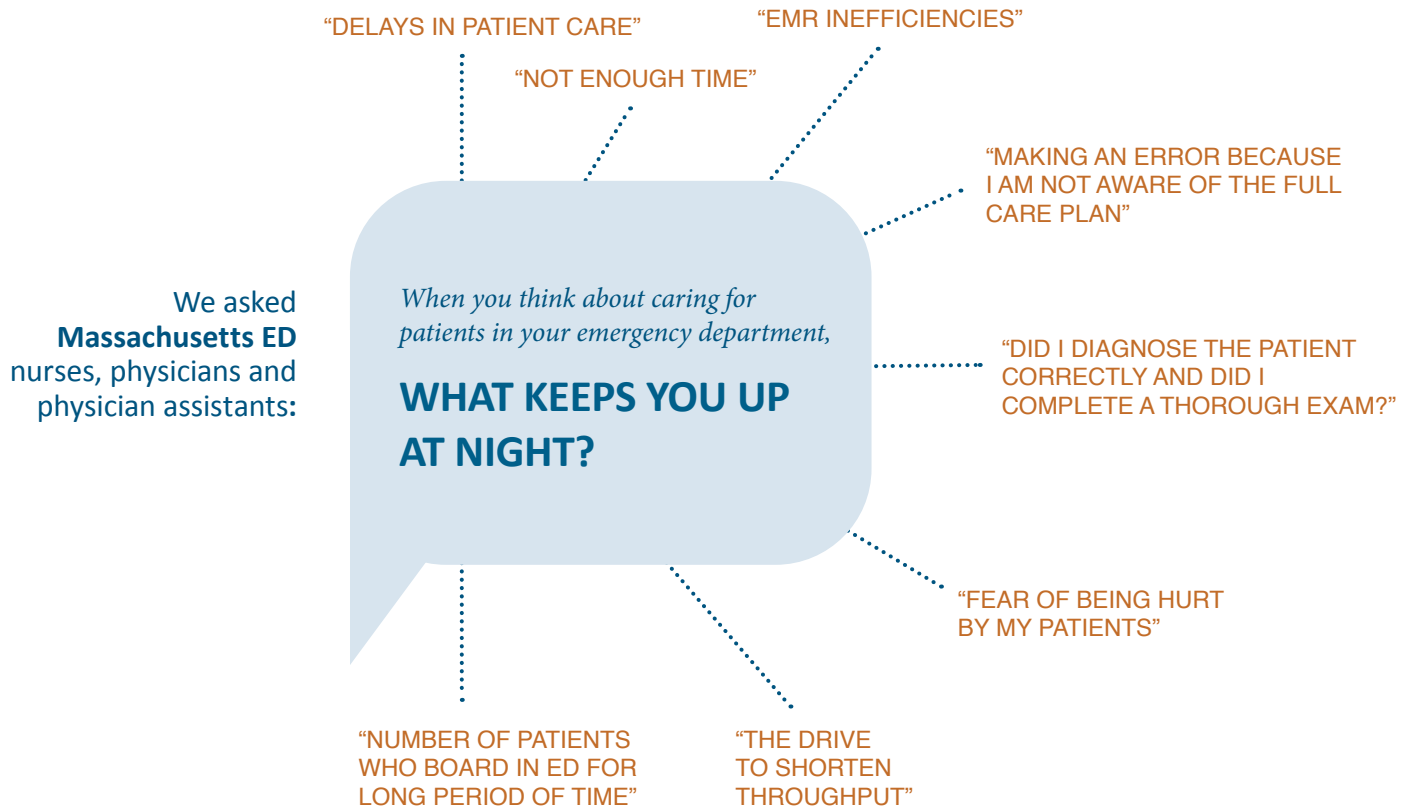 “DELAYS IN PATIENT CARE”
“EMR INEFFICIENCIES”
“NOT ENOUGH TIME”
“MAKING AN ERROR BECAUSE
I AM NOT AWARE OF THE FULL
CARE PLAN”
We asked
Massachusetts ED
nurses, physicians and
physician assistants:
When you think about caring for
patients in your emergency department,
WHAT KEEPS YOU UP
AT NIGHT?
“DID I DIAGNOSE THE PATIENT
CORRECTLY AND DID I
COMPLETE A THOROUGH EXAM?”
“FEAR OF BEING HURT
BY MY PATIENTS”
“NUMBER OF PATIENTS
WHO BOARD IN ED FOR
LONG PERIOD OF TIME”
“THE DRIVE
TO SHORTEN
THROUGHPUT”